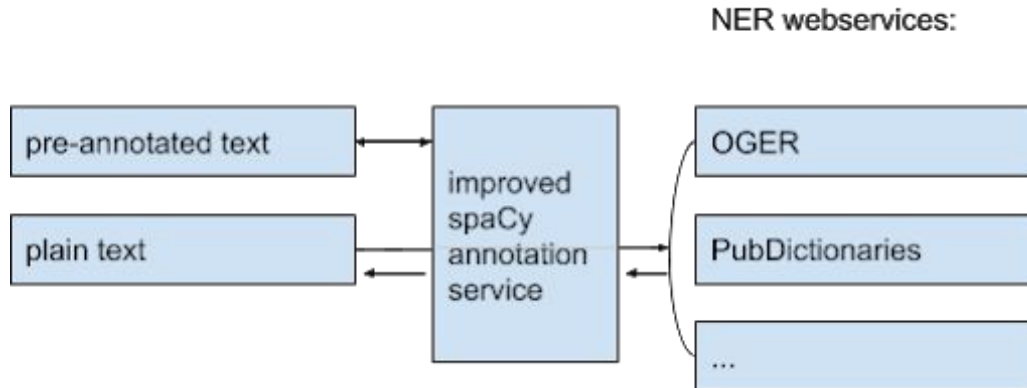 NER webservices:
pre-annotated text
plain text
improved
spaCy
annotation
service
OGER
PubDictionaries
...